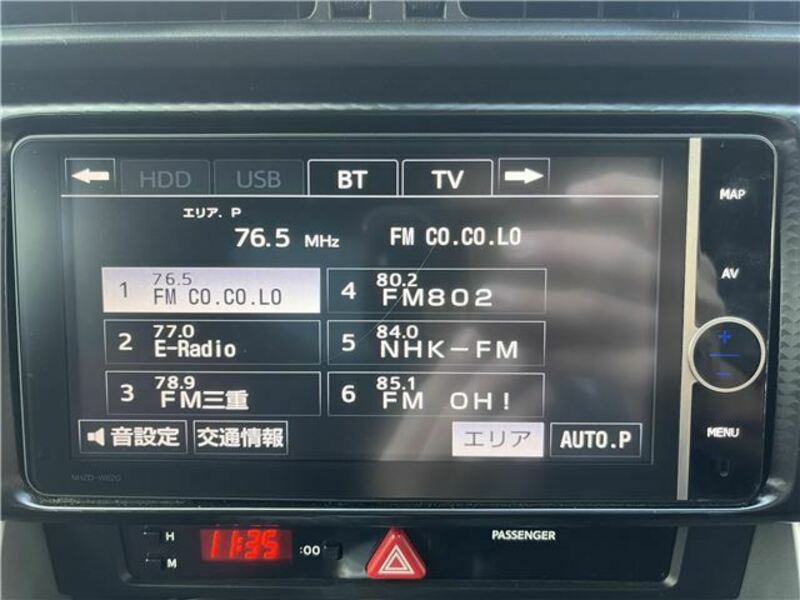 HDD USB BT TV
エリア. P
76.5 MHz FM CO.CO.LO
MAP
AV
1 76.5 FM CO.CO.LO
4 80.2 FM802
2 77.0 E-Radio
5 84.0 NHK-FM
3 78.9 FM三重
6 85.1 FM OH!
+
-
音設定 交通情報 エリア AUTO.P
MENU
NHZD-W62G
H
M
11:35 :00
PASSENGER